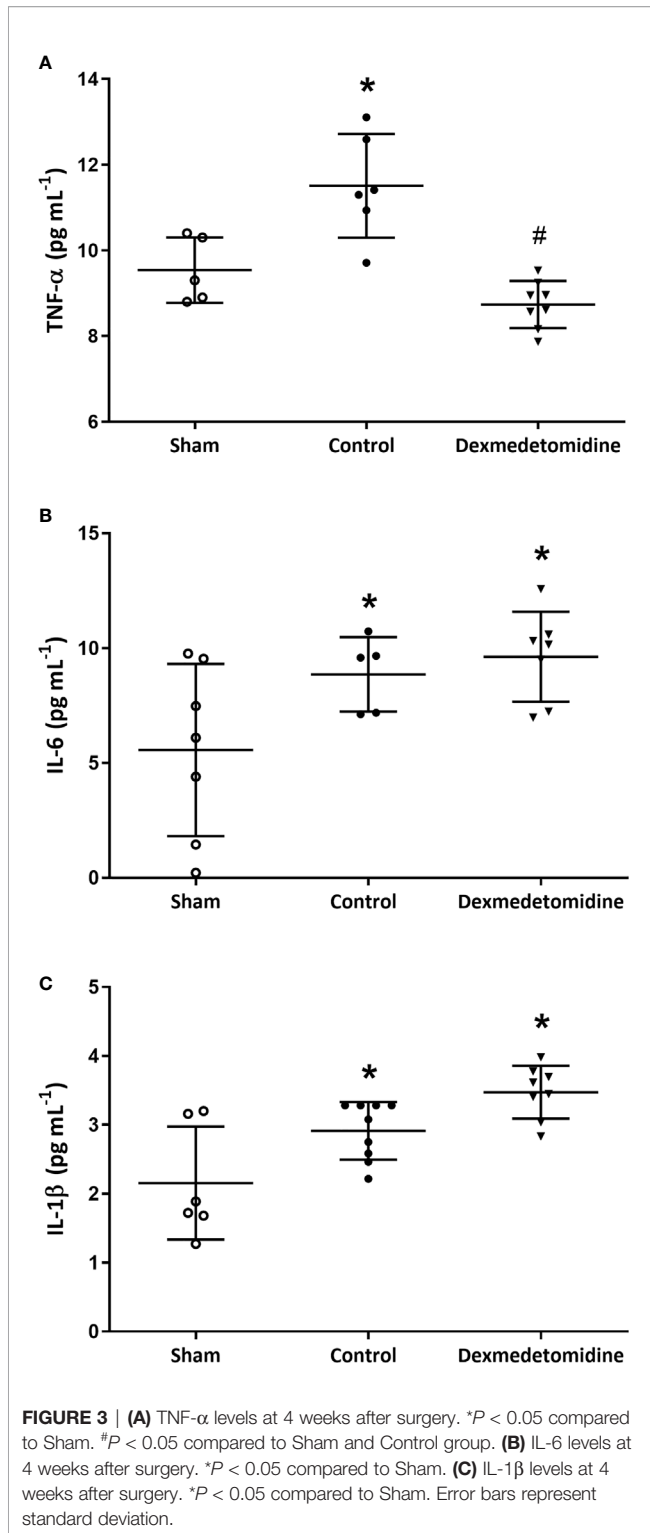 A
14
*
12
#
10
8
6
TNF-α (pg mL⁻¹)
Sham Control Dexmedetomidine
B
15
*
*
10
5
0
IL-6 (pg mL⁻¹)
Sham Control Dexmedetomidine
C
5
*
4
*
3
2
1
0
IL-1β (pg mL⁻¹)
Sham Control Dexmedetomidine
FIGURE 3 | (A) TNF-α levels at 4 weeks after surgery. *P < 0.05 compared
to Sham. #P < 0.05 compared to Sham and Control group. (B) IL-6 levels at
4 weeks after surgery. *P < 0.05 compared to Sham. (C) IL-1β levels at 4
weeks after surgery. *P < 0.05 compared to Sham. Error bars represent
standard deviation.